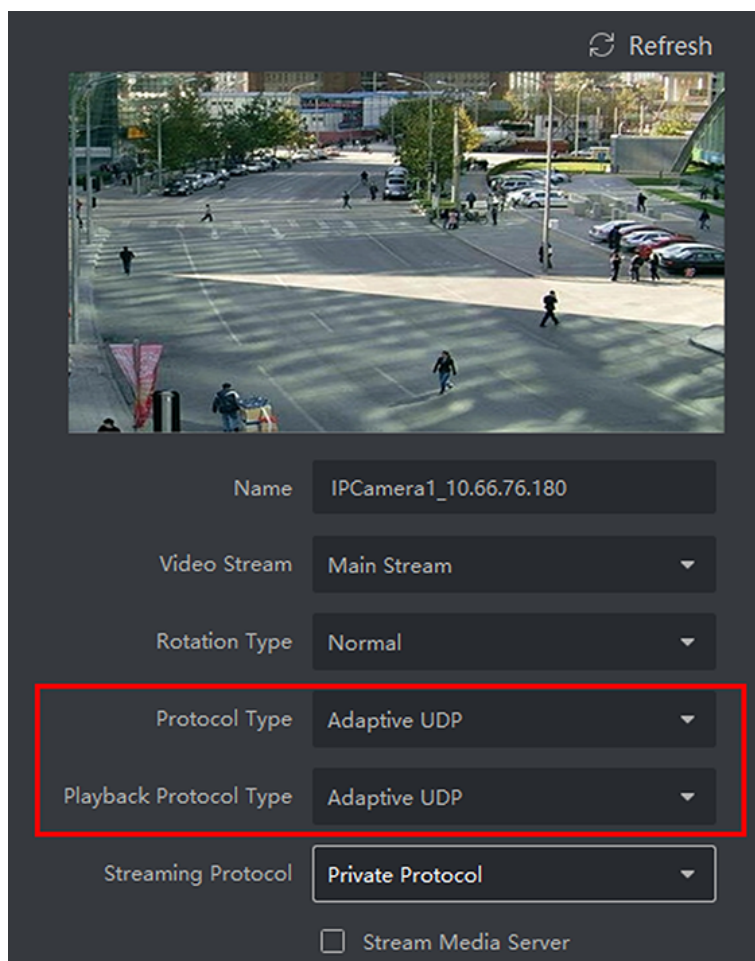 Refresh
Name IPCamera1_10.66.76.180
Video Stream Main Stream
Rotation Type Normal
Protocol Type Adaptive UDP
Playback Protocol Type Adaptive UDP
Streaming Protocol Private Protocol
Stream Media Server